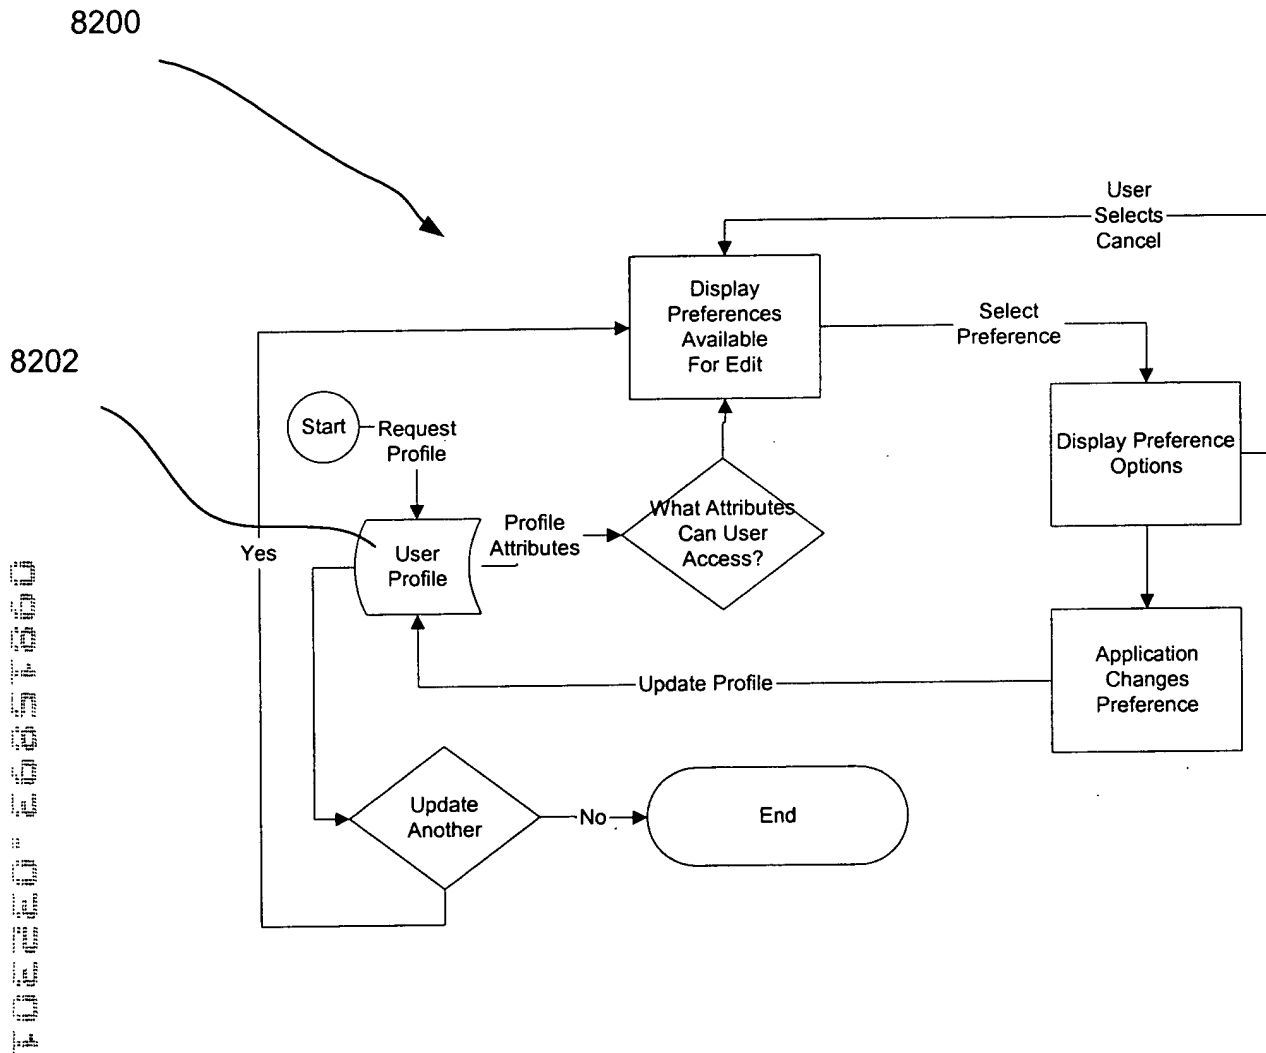 8200
User
Selects
Cancel
Display
Preferences
Available
For Edit
Select
Preference
8202
Start
Request
Profile
Display Preference
Options
What Attributes
Can User
Access?
Profile
Attributes
Yes
User
Profile
Application
Changes
Preference
Update Profile
Update
Another
No
End